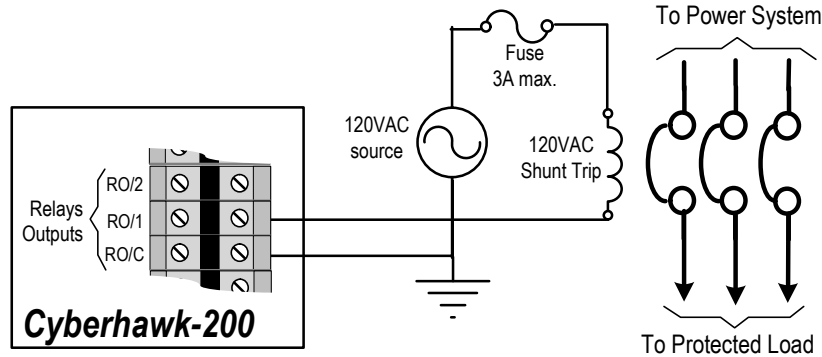 To Power System
Fuse
3A max.
120VAC
source
120VAC
Shunt Trip
Relays
Outputs
RO/2
RO/1
RO/C
Cyberhawk-200
To Protected Load